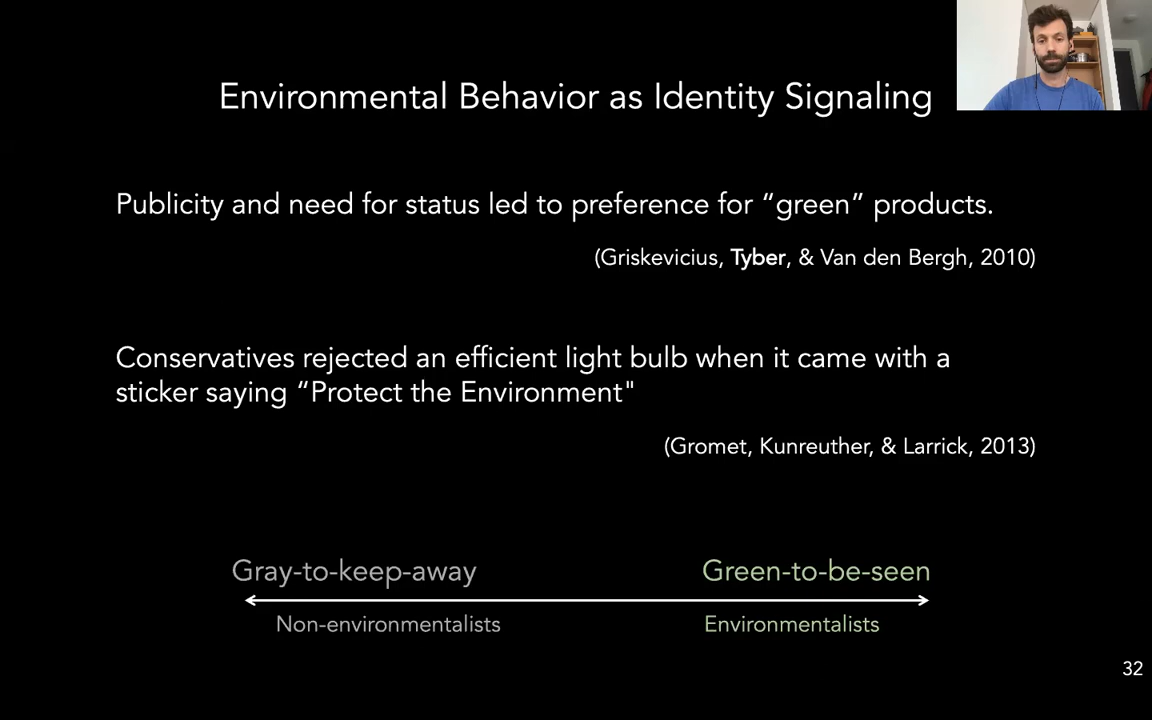 Environmental Behavior as Identity Signaling
Publicity and need for status led to preference for “green” products.
(Griskevicius, Tyber, & Van den Bergh, 2010)
Conservatives rejected an efficient light bulb when it came with a
sticker saying “Protect the Environment"
(Gromet, Kunreuther, & Larrick, 2013)
Gray-to-keep-away
Green-to-be-seen
Non-environmentalists
Environmentalists
32